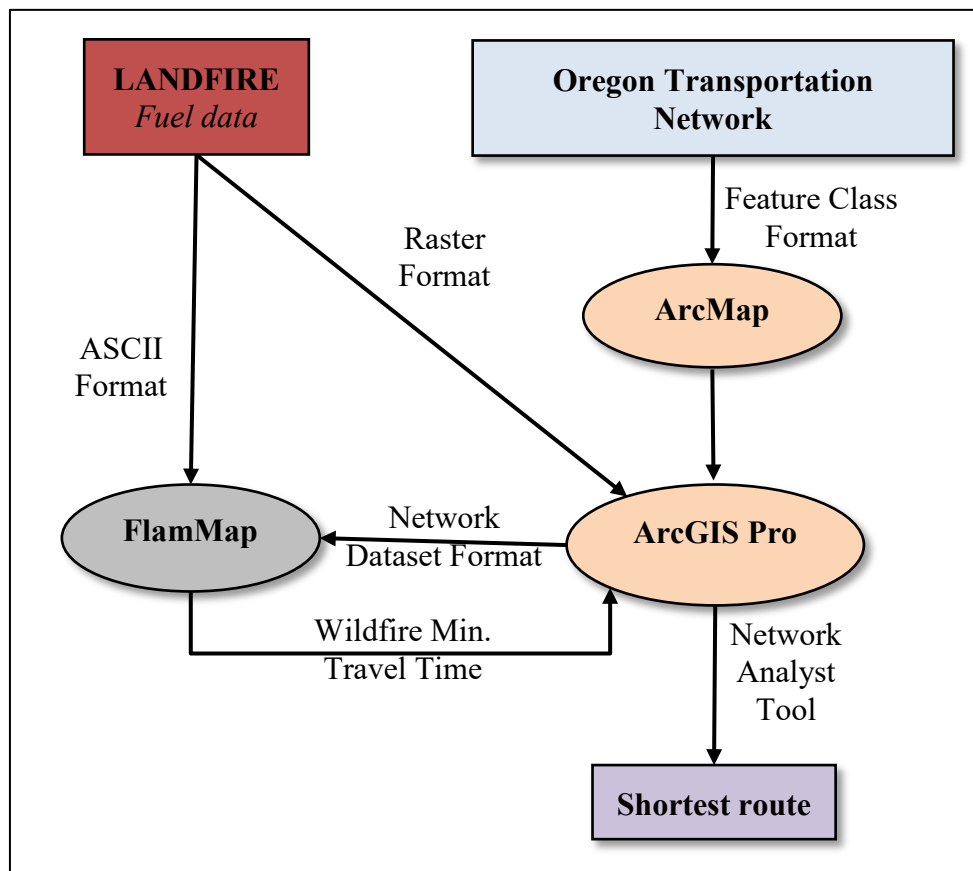 LANDFIRE
Fuel data
Oregon Transportation
Network
Feature Class
Format
Raster
Format
ArcMap
ASCII
Format
FlamMap
Network
Dataset Format
ArcGIS Pro
Wildfire Min.
Travel Time
Network
Analyst
Tool
Shortest route